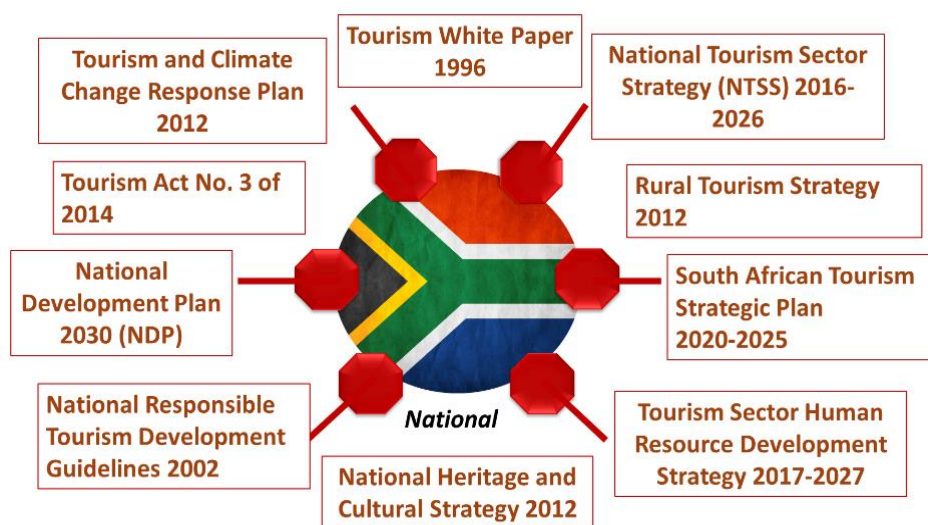 Tourism White Paper
1996
Tourism and Climate
Change Response Plan
2012
National Tourism Sector
Strategy (NTSS) 2016-
2026
Tourism Act No. 3 of
2014
Rural Tourism Strategy
2012
National
Development Plan
2030 (NDP)
South African Tourism
Strategic Plan
2020-2025
National Responsible
Tourism Development
Guidelines 2002
National
Tourism Sector Human
Resource Development
Strategy 2017-2027
National Heritage and
Cultural Strategy 2012